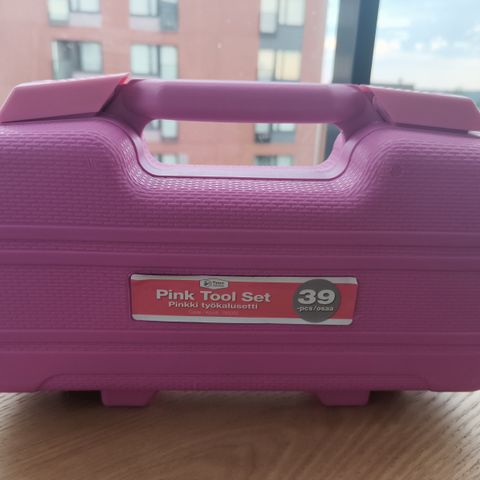 Pink Tool Set
Pinkki työkalusetti
39
-pcs/osaa